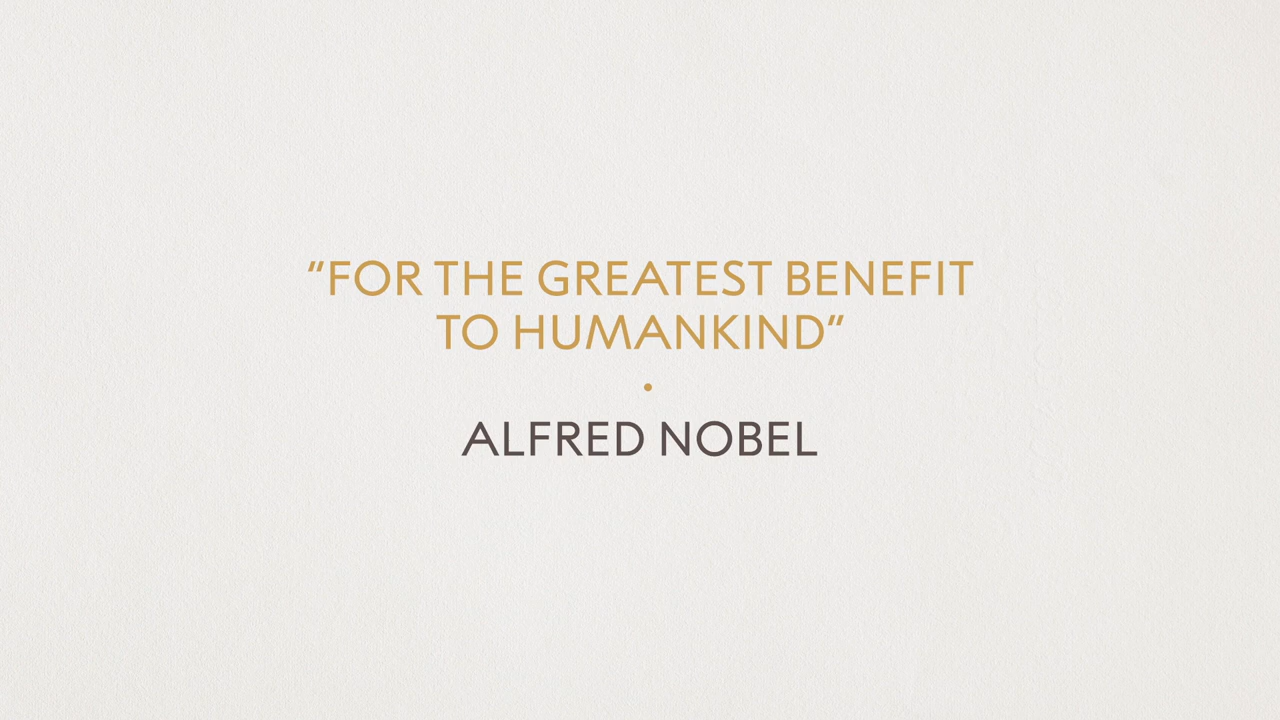 “FOR THE GREATEST BENEFIT
TO HUMANKIND“
•
ALFRED NOBEL